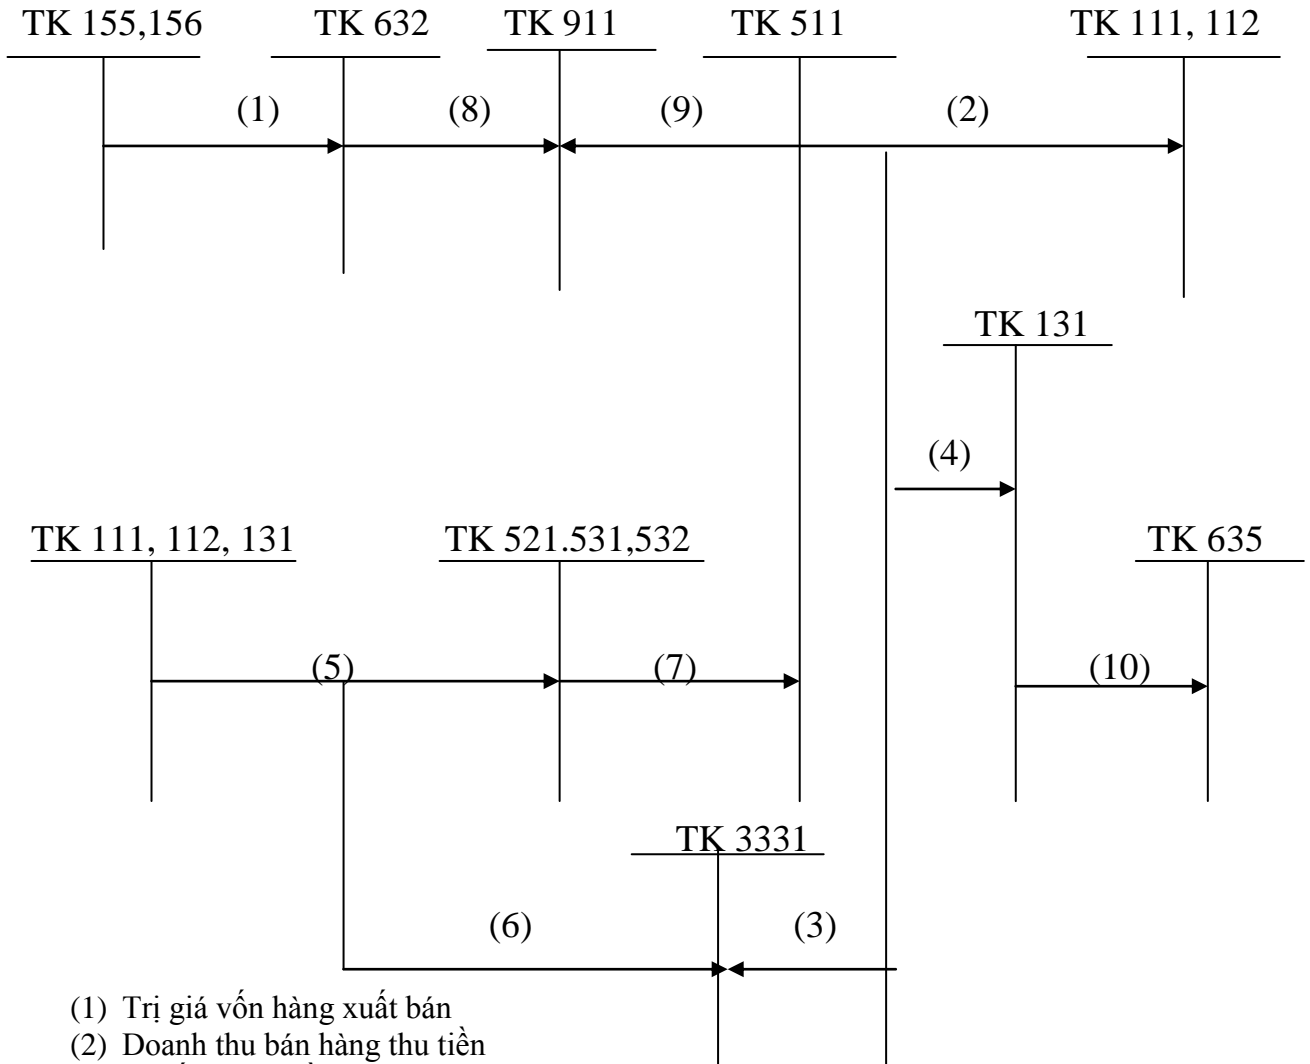 TK 155,156 TK 632 TK 911 TK 511 TK 111, 112
(1) (8) (9) (2)
TK 131
(4)
TK 111, 112, 131 TK 521.531,532 TK 635
(5) (7) (10)
TK 3331
(6) (3)
(1) Trị giá vốn hàng xuất bán
(2) Doanh thu bán hàng thu tiền